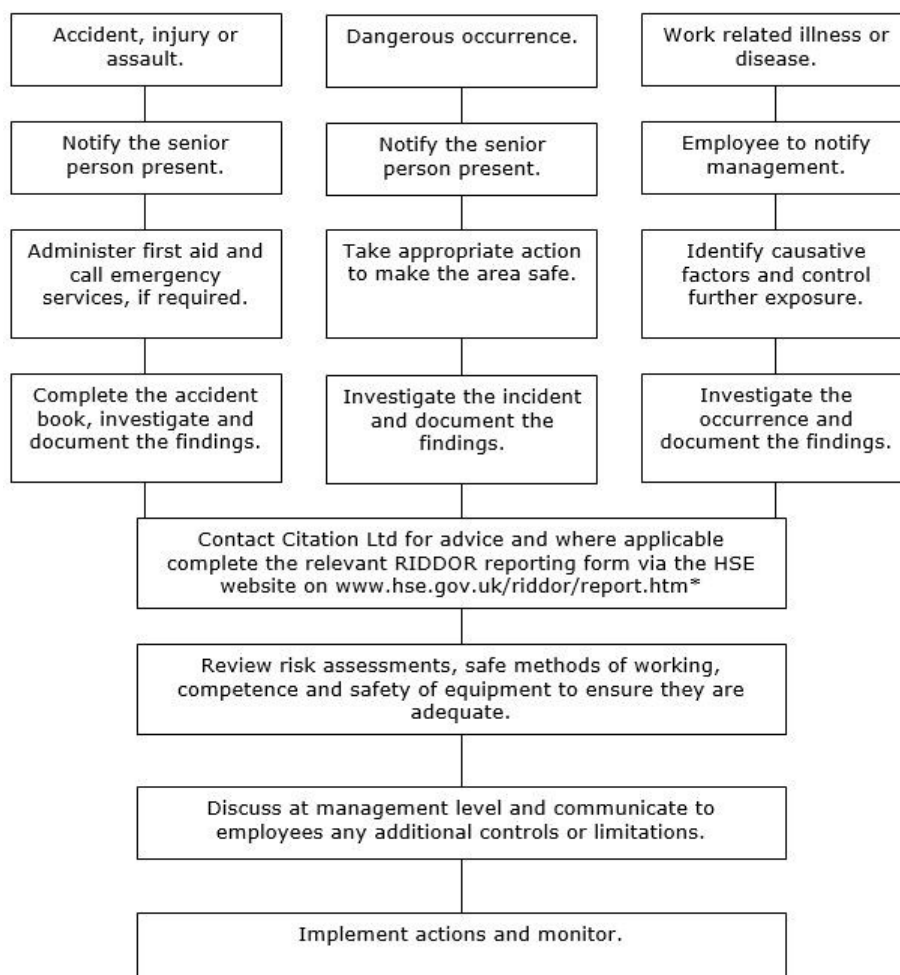 Accident, injury or
assault.
Notify the senior
person present.
Administer first aid and
call emergency
services, if required.
Complete the accident
book, investigate and
document the findings.
Dangerous occurrence.
Notify the senior
person present.
Take appropriate action
to make the area safe.
Investigate the incident
and document the
findings.
Work related illness or
disease.
Employee to notify
management.
Identify causative
factors and control
further exposure.
Investigate the
occurrence and
document the findings.
Contact Citation Ltd for advice and where applicable
complete the relevant RIDDOR reporting form via the HSE
website on www.hse.gov.uk/riddor/report.htm*
Review risk assessments, safe methods of working,
competence and safety of equipment to ensure they are
adequate.
Discuss at management level and communicate to
employees any additional controls or limitations.
Implement actions and monitor.